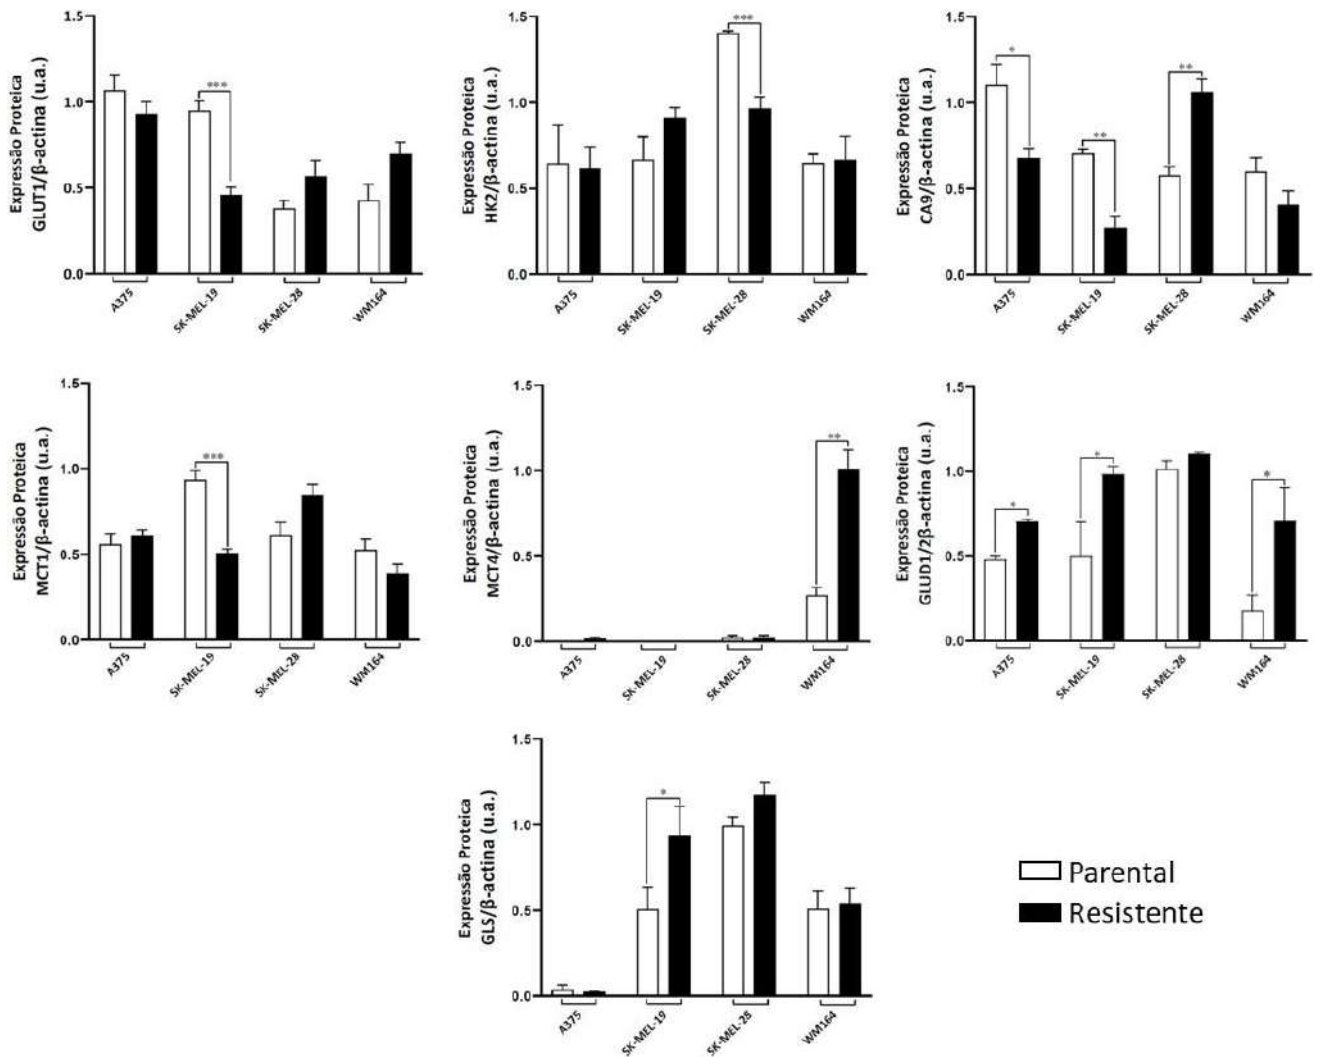 Expressão Proteica
GLUT1/β-actina (u.a.)
1.5
1.0
0.5
0.0
***
A375
SK-MEL-19
SK-MEL-28
WM164
Expressão Proteica
HK2/β-actina (u.a.)
1.5
1.0
0.5
0.0
***
A375
SK-MEL-19
SK-MEL-28
WM164
Expressão Proteica
CA9/β-actina (u.a.)
1.5
1.0
0.5
0.0
*
**
**
A375
SK-MEL-19
SK-MEL-28
WM164
Expressão Proteica
MCT1/β-actina (u.a.)
1.5
1.0
0.5
0.0
***
A375
SK-MEL-19
SK-MEL-28
WM164
Expressão Proteica
MCT4/β-actina (u.a.)
1.5
1.0
0.5
0.0
**
A375
SK-MEL-19
SK-MEL-28
WM164
Expressão Proteica
GLUD1/2β-actina (u.a.)
1.5
1.0
0.5
0.0
*
*
*
A375
SK-MEL-19
SK-MEL-28
WM164
Expressão Proteica
GLS/β-actina (u.a.)
1.5
1.0
0.5
0.0
*
A375
SK-MEL-19
SK-MEL-28
WM164
Parental
Resistente